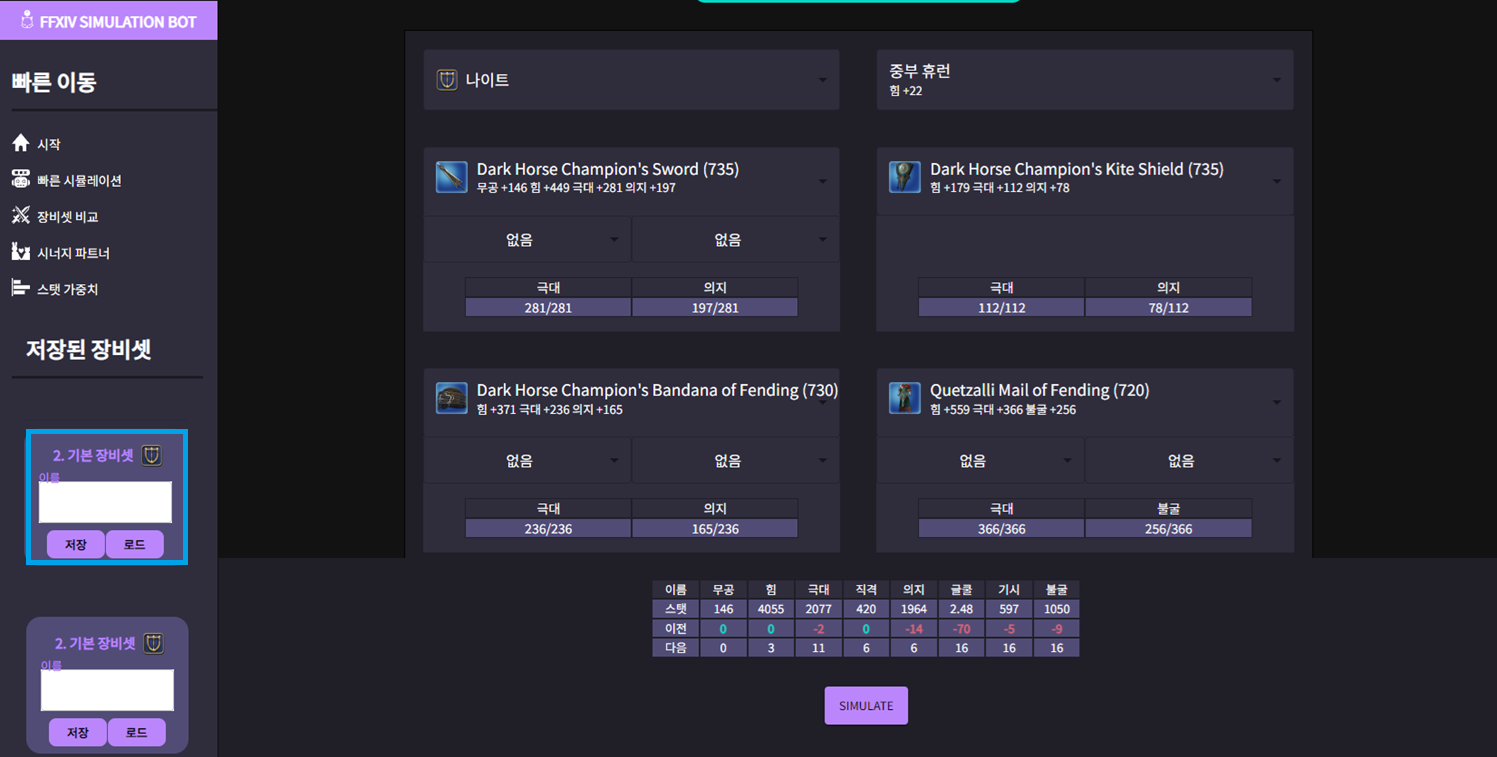 FFXIV SIMULATION BOT
빠른 이동
시작
빠른 시뮬레이션
장비셋 비교
시너지 파트너
스탯 가중치
저장된 장비셋
2. 기본 장비셋
이름
저장 로드
2. 기본 장비셋
이름
저장 로드
나이트
중부 휴런
힘 +22
Dark Horse Champion's Sword (735)
무공 +146 힘 +449 극대 +281 의지 +197
없음 없음
극대 의지
281/281 197/281
Dark Horse Champion's Kite Shield (735)
힘 +179 극대 +112 의지 +78
극대 의지
112/112 78/112
Dark Horse Champion's Bandana of Fending (730)
힘 +371 극대 +236 의지 +165
없음 없음
극대 의지
236/236 165/236
Quetzalli Mail of Fending (720)
힘 +559 극대 +366 불굴 +256
없음 없음
극대 불굴
366/366 256/366
이름 무공 힘 극대 직격 의지 글쿨 기시 불굴
스탯 146 4055 2077 420 1964 2.48 597 1050
이전 0 0 -2 0 -14 -70 -5 -9
다음 0 3 11 6 6 16 16 16
SIMULATE